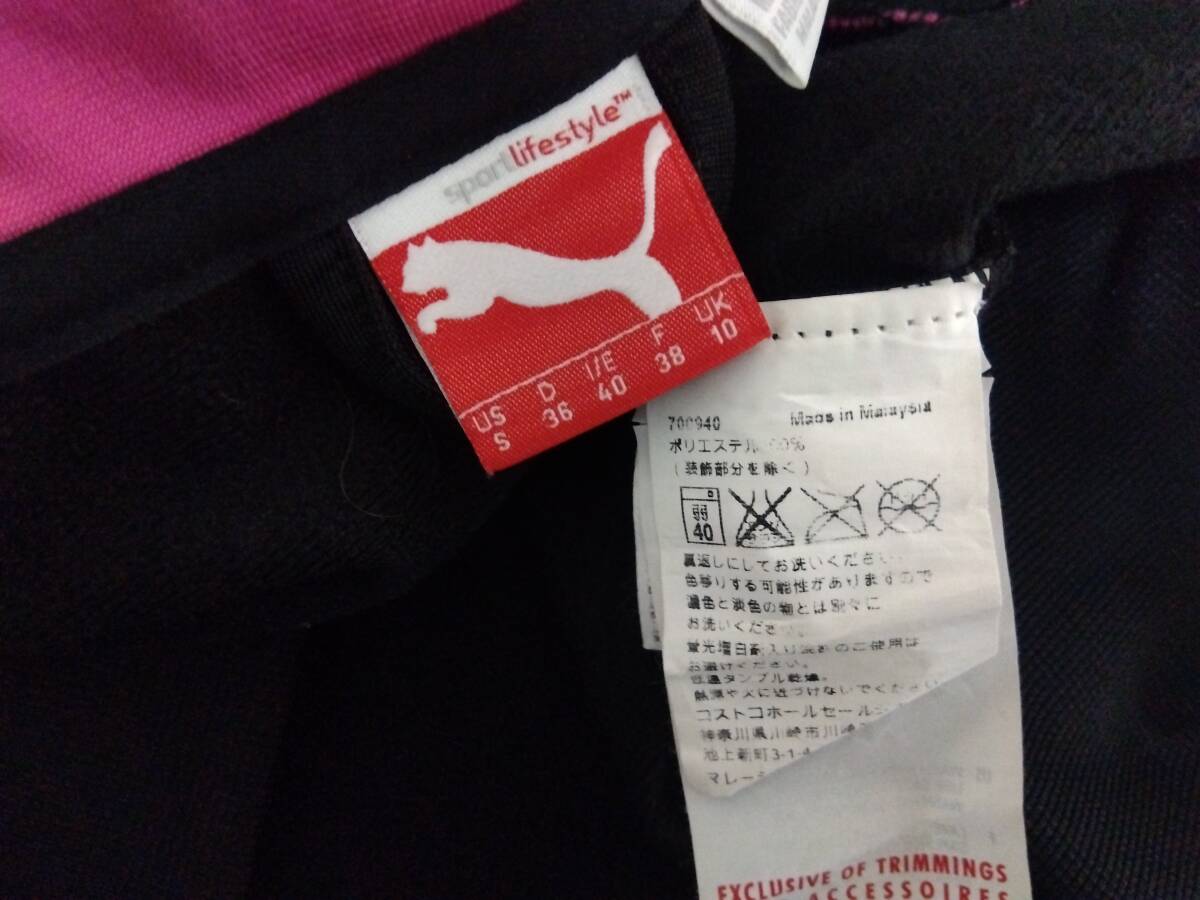 sportlifestyle™
US D I/E F UK
S 36 40 38 10
700940 Made in Malaysia
ポリエステル
(装飾部分を除く)
弱
40
裏返しにしてお洗いください
色移りする可能性がありますので
濃色と淡色の物とは別々に
お洗いください。
蛍光増白剤入り洗剤のご使用は
お避けください。
低温タンブル乾燥。
熱源や火に近づけないでください
コストコホールセール
神奈川県川崎市川崎
池上新町3-1-4
マレー
EXCLUSIVE OF TRIMMINGS
ACCESSOIRES